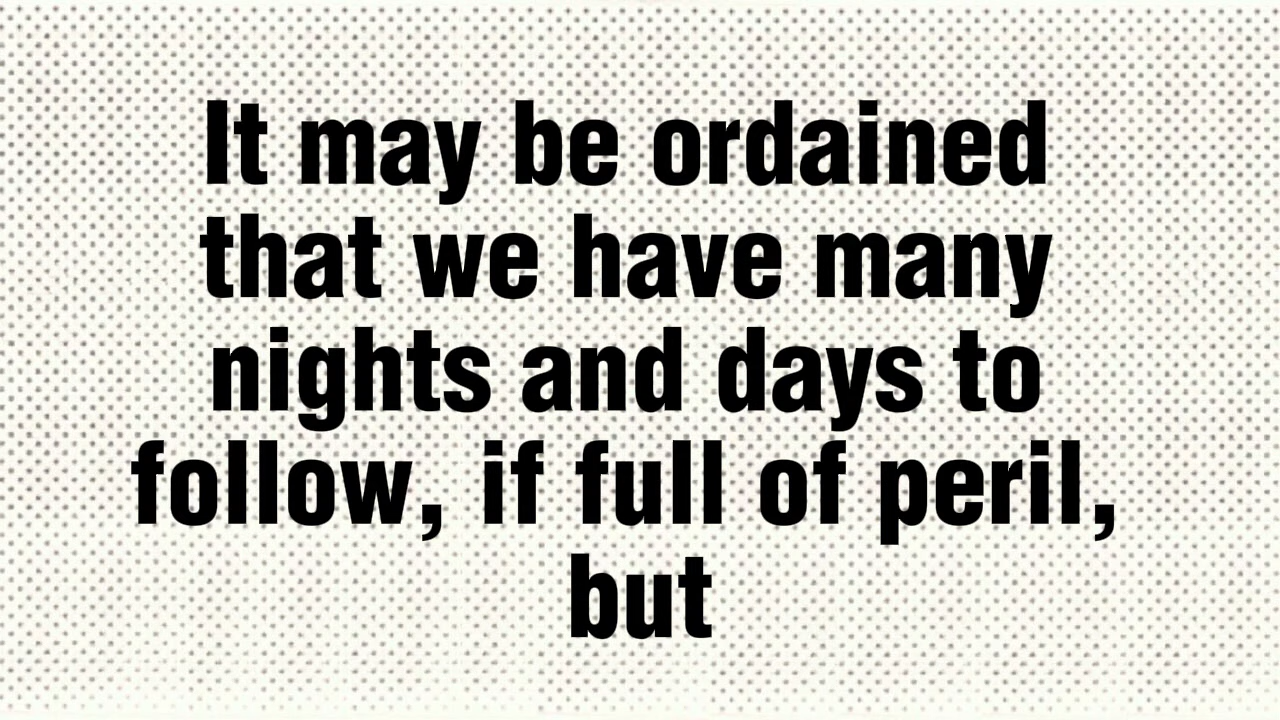 It may be ordained
that we have many
nights and days to
follow, if full of peril,
but